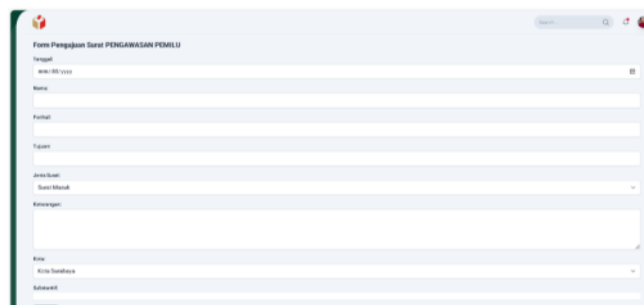 Search...
Form Pengajuan Surat PENGAWASAN PEMILU
Tanggal:
mm/dd/yyyy
Nama:
Perihal:
Tujuan:
Jenis Surat:
Surat Masuk
Keterangan:
Kota:
Kota Surabaya